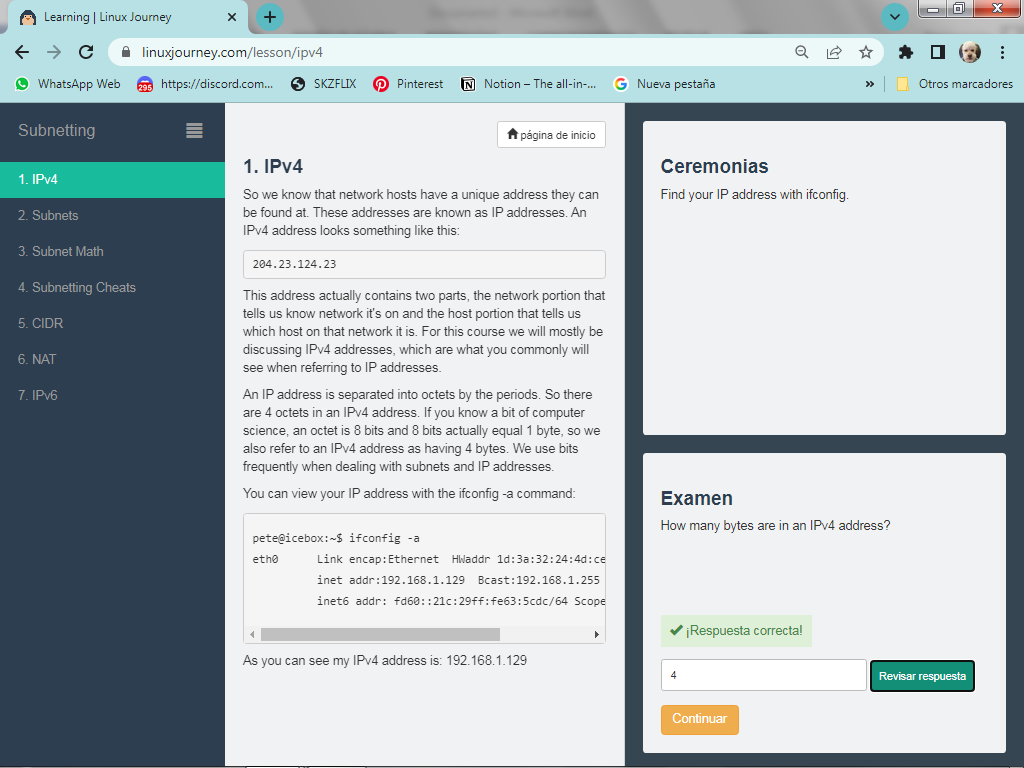 Learning | Linux Journey
linuxjourney.com/lesson/ipv4
WhatsApp Web
295
https://discord.com...
SKZFLIX
Pinterest
Notion – The all-in-...
Nueva pestaña
»
Otros marcadores
Subnetting
1. IPv4
2. Subnets
3. Subnet Math
4. Subnetting Cheats
5. CIDR
6. NAT
7. IPv6
página de inicio
1. IPv4
So we know that network hosts have a unique address they can
be found at. These addresses are known as IP addresses. An
IPv4 address looks something like this:
204.23.124.23
This address actually contains two parts, the network portion that
tells us know network it's on and the host portion that tells us
which host on that network it is. For this course we will mostly be
discussing IPv4 addresses, which are what you commonly will
see when referring to IP addresses.
An IP address is separated into octets by the periods. So there
are 4 octets in an IPv4 address. If you know a bit of computer
science, an octet is 8 bits and 8 bits actually equal 1 byte, so we
also refer to an IPv4 address as having 4 bytes. We use bits
frequently when dealing with subnets and IP addresses.
You can view your IP address with the ifconfig -a command:
pete@icebox:~$ ifconfig -a
eth0 Link encap:Ethernet HWaddr 1d:3a:32:24:4d:ce
inet addr:192.168.1.129 Bcast:192.168.1.255
inet6 addr: fd60::21c:29ff:fe63:5cdc/64 Scope
As you can see my IPv4 address is: 192.168.1.129
Ceremonias
Find your IP address with ifconfig.
Examen
How many bytes are in an IPv4 address?
¡Respuesta correcta!
4
Revisar respuesta
Continuar